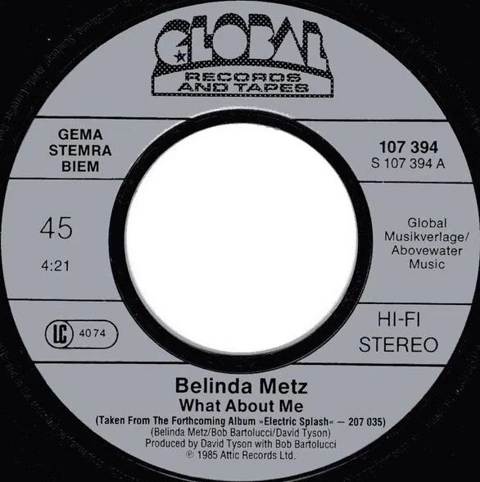 GLOBAL
RECORDS
AND TAPES
GEMA
STEMRA
BIEM
107 394
S 107 394 A
45
4:21
Global
Musikverlage/
Abovewater
Music
LC 4074
HI-FI
STEREO
Belinda Metz
What About Me
(Taken From The Forthcoming Album »Electric Splash« – 207 035)
(Belinda Metz/Bob Bartolucci/David Tyson)
Produced by David Tyson with Bob Bartolucci
℗ 1985 Attic Records Ltd.